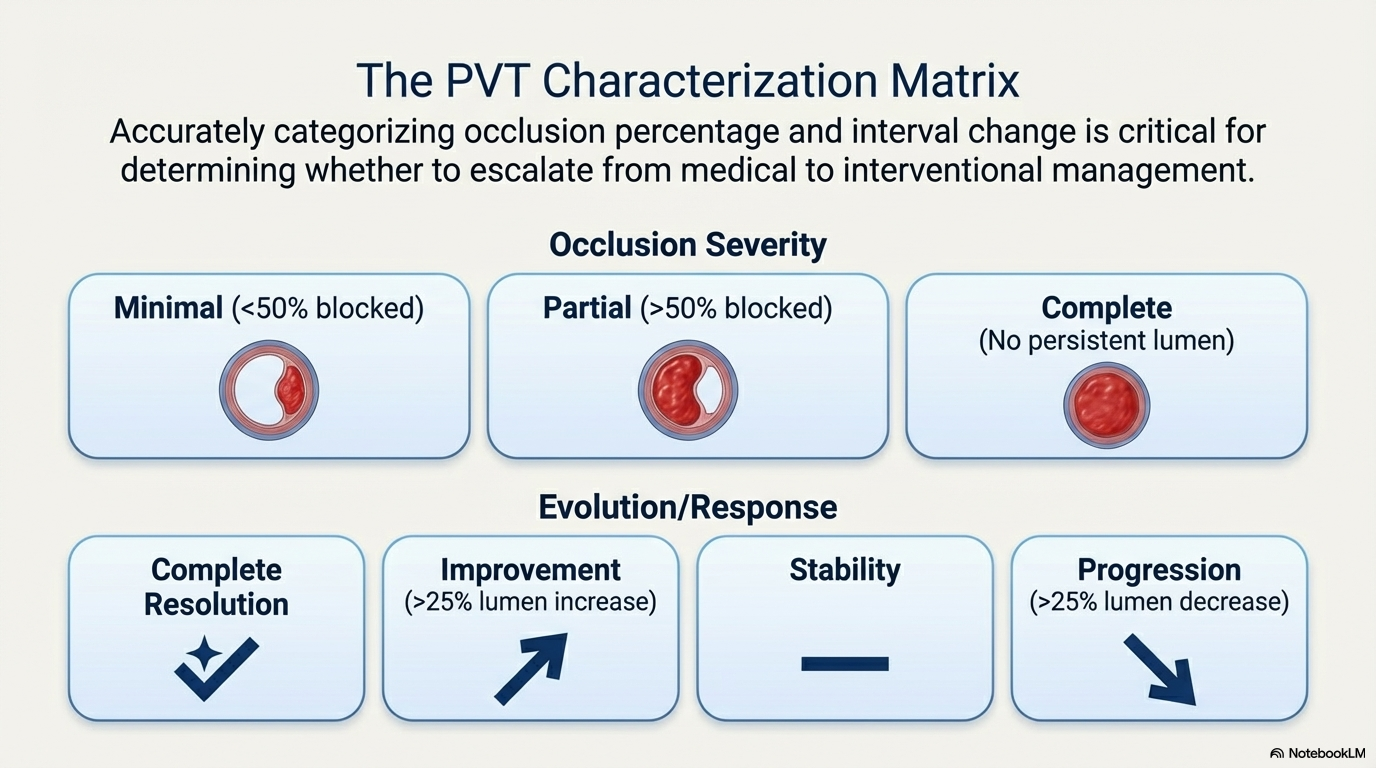 The PVT Characterization Matrix
Accurately categorizing occlusion percentage and interval change is critical for
determining whether to escalate from medical to interventional management.
Occlusion Severity
Minimal (<50% blocked)
Partial (>50% blocked)
Complete
(No persistent lumen)
Evolution/Response
Complete
Resolution
Improvement
(>25% lumen increase)
Stability
Progression
(>25% lumen decrease)
NotebookLM